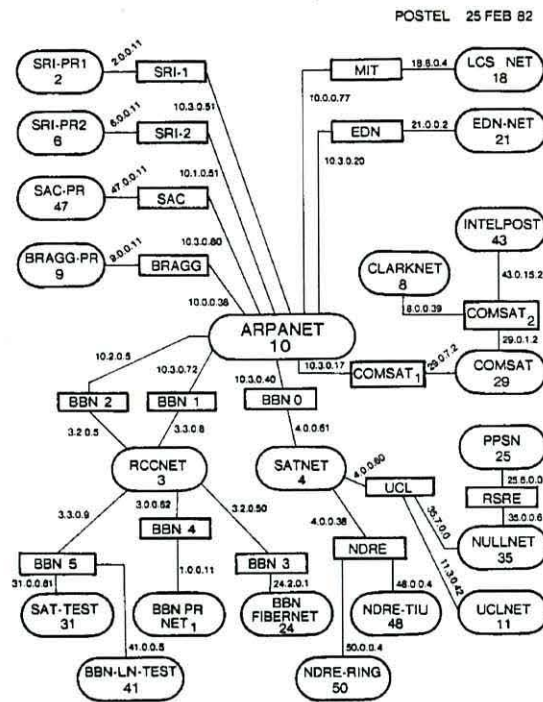 POSTEL 25 FEB 82
SRI-PR1
2
2.0.0.11
SRI-1
10.3.0.51
MIT
18.8.0.4
LCS NET
18
10.0.0.77
SRI-PR2
6
6.0.0.11
SRI-2
10.1.0.51
EDN
21.0.0.2
EDN-NET
21
10.3.0.20
SAC-PR
47
47.0.0.11
SAC
10.3.0.80
BRAGG-PR
9
9.0.0.11
BRAGG
10.0.0.38
INTELPOST
43
43.0.15.2
CLARKNET
8
8.0.0.39
COMSAT2
29.0.1.2
ARPANET
10
10.3.0.17
COMSAT1
29.0.7.2
COMSAT
29
10.2.0.5
10.3.0.72
10.3.0.40
BBN 2
BBN 1
BBN 0
3.2.0.5
3.3.0.8
4.0.0.61
RCCNET
3
SATNET
4
4.0.0.60
UCL
PPSN
25
25.6.0.0
RSRE
35.0.0.6
35.7.0.0
NULLNET
35
3.3.0.9
3.0.0.62
3.2.0.50
4.0.0.38
BBN 5
BBN 4
BBN 3
NDRE
11.3.0.42
31.0.0.61
1.0.0.11
24.2.0.1
48.0.0.4
SAT-TEST
31
BBN PR
NET1
BBN
FIBERNET
24
NDRE-TIU
48
UCLNET
11
41.0.0.5
50.0.0.4
BBN-LN-TEST
41
NDRE-RING
50